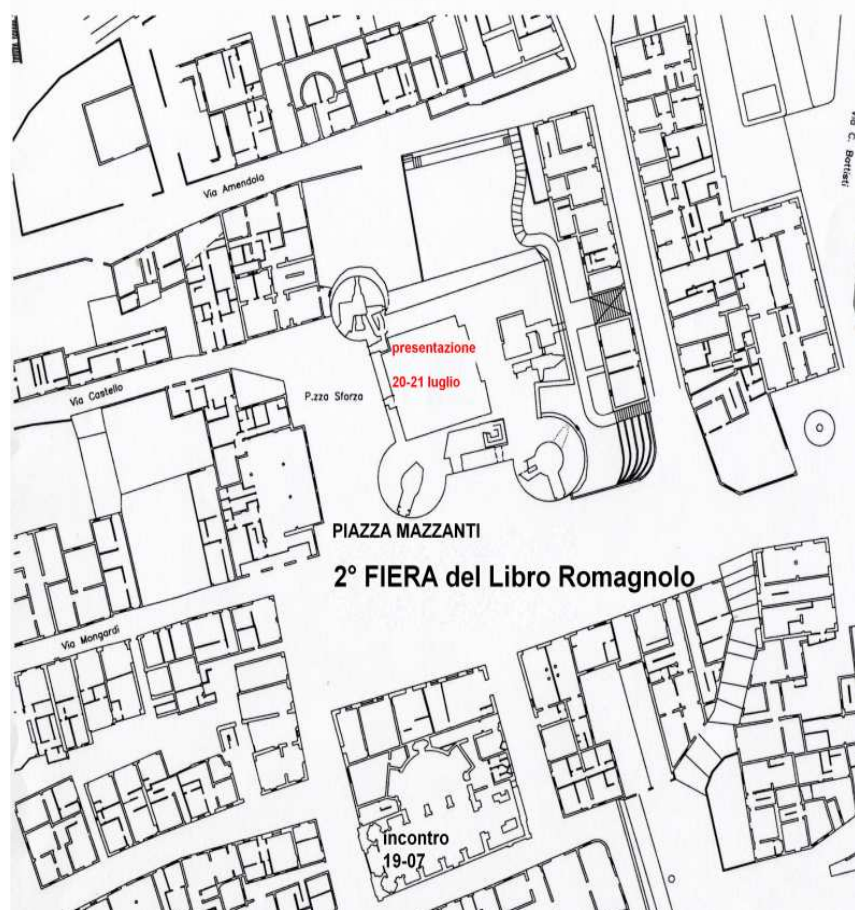 Via C. Bottisti
Via Amendola
presentazione
20-21 luglio
Via Castello
P.zza Sforza
PIAZZA MAZZANTI
2° FIERA del Libro Romagnolo
Via Mongardi
incontro
19-07